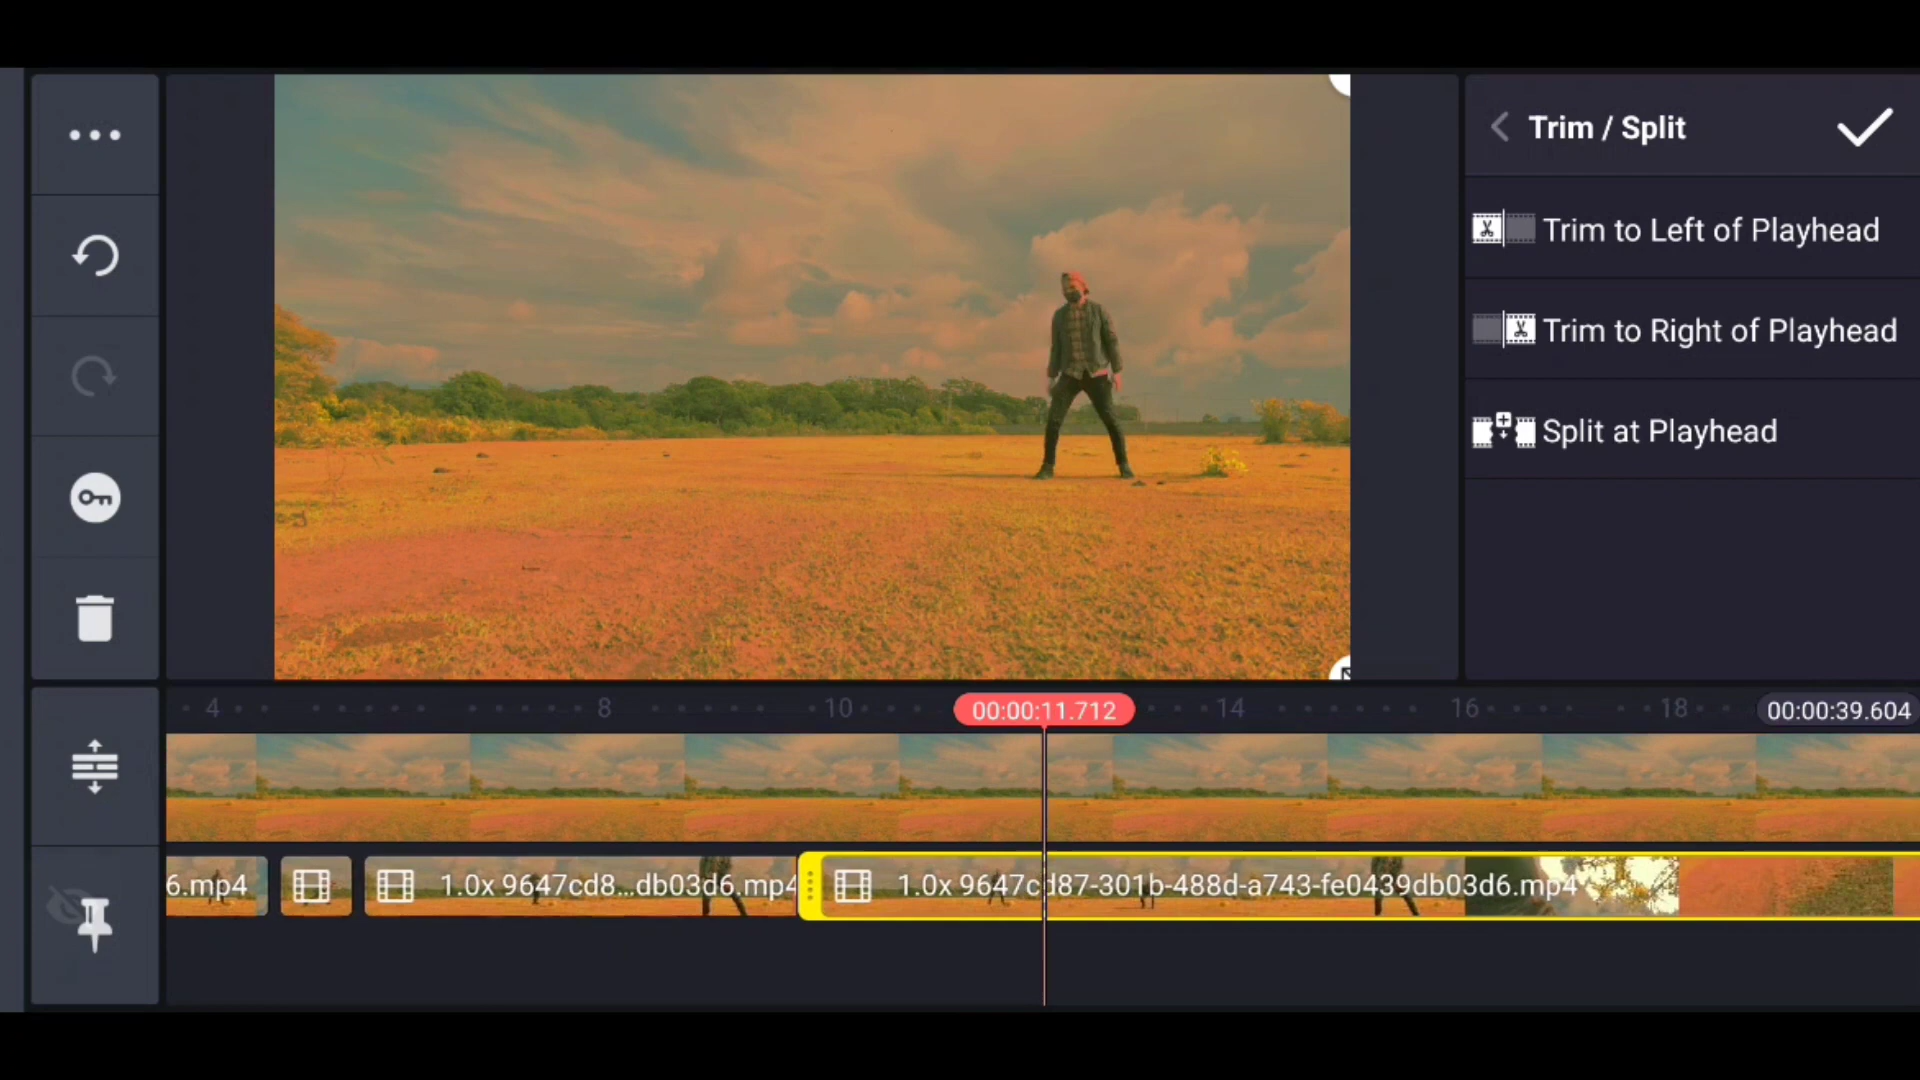 Trim / Split
Trim to Left of Playhead
Trim to Right of Playhead
Split at Playhead
4 8 10 00:00:11.712 14 16 18 00:00:39.604
6.mp4 1.0x 9647cd8...db03d6.mp4 1.0x 9647cd87-301b-488d-a743-fe0439db03d6.mp4